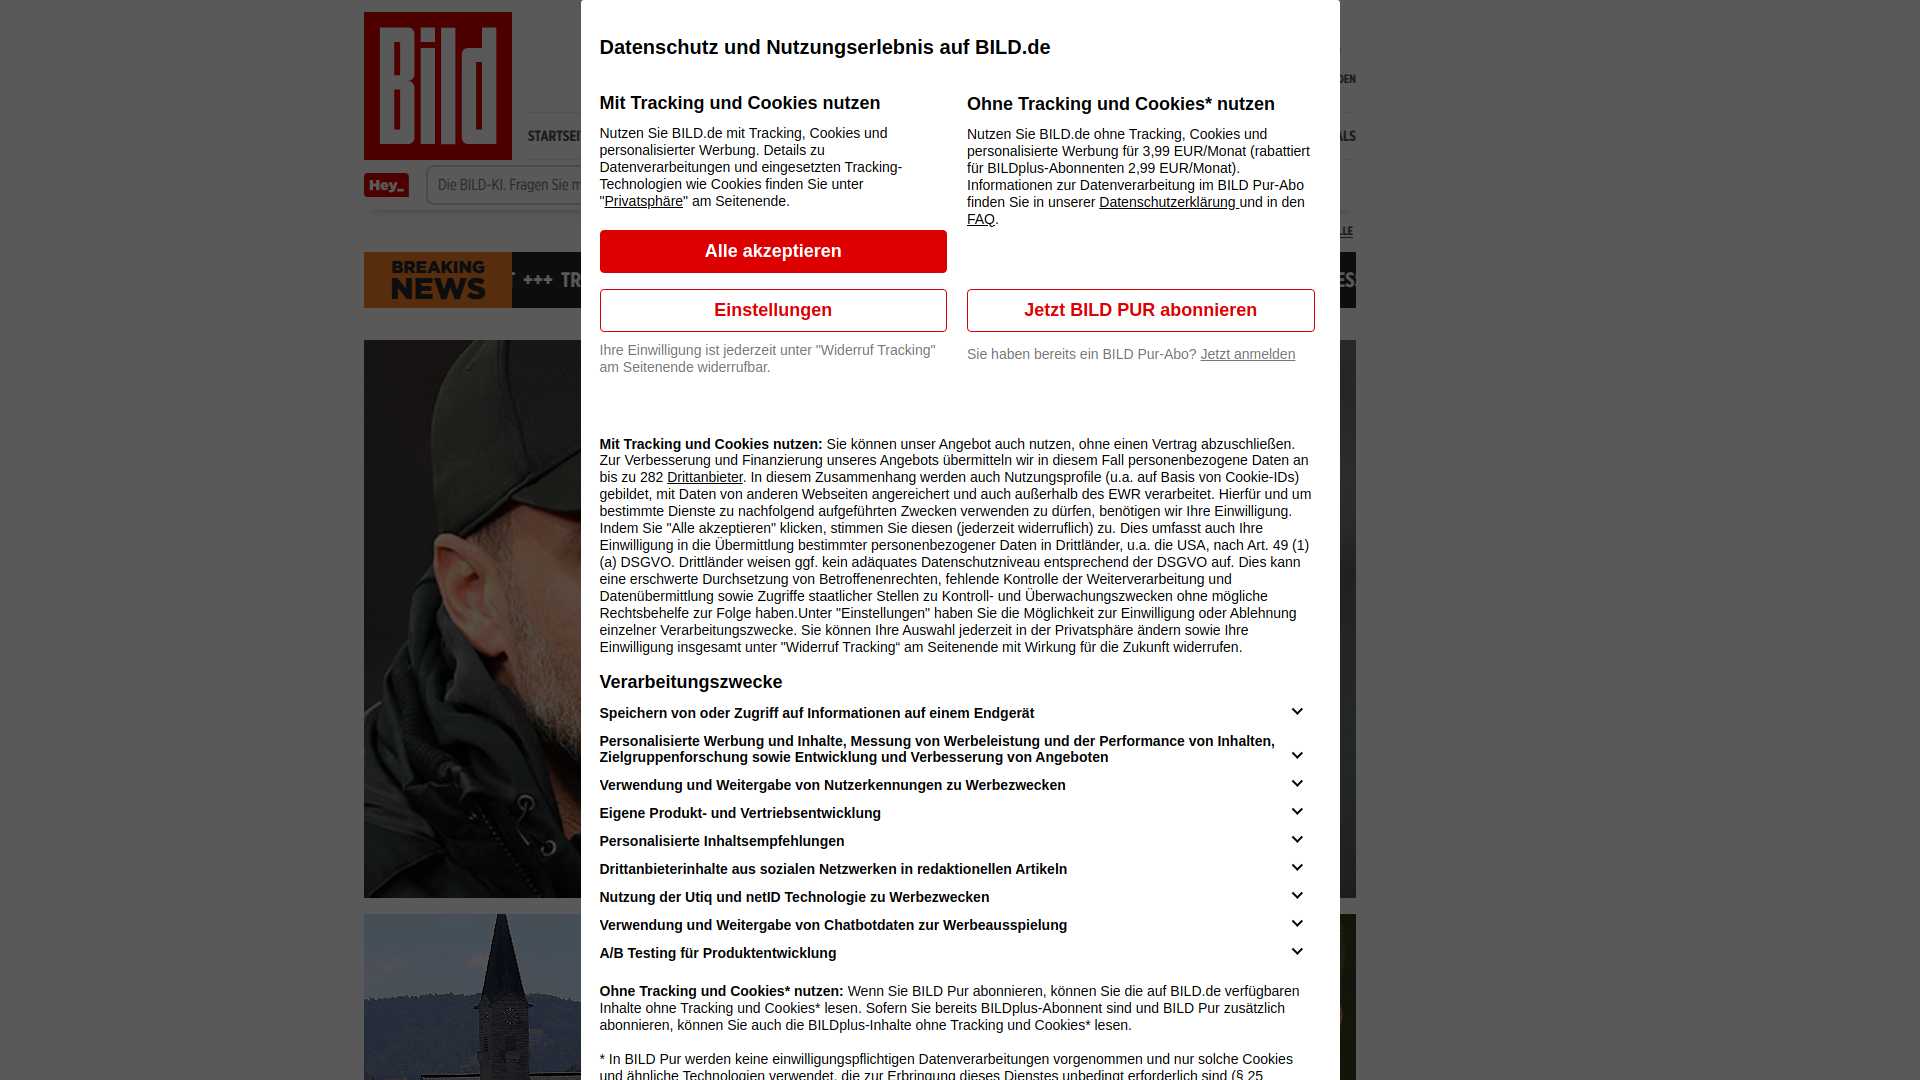 Bild
STARTSEI
ALS
DEN
Hey_
Die BILD-KI. Fragen Sie m
LLE
BREAKING
NEWS
+++ TR
ESS
Datenschutz und Nutzungserlebnis auf BILD.de
Mit Tracking und Cookies nutzen
Nutzen Sie BILD.de mit Tracking, Cookies und
personalisierter Werbung. Details zu
Datenverarbeitungen und eingesetzten Tracking-
Technologien wie Cookies finden Sie unter
"Privatsphäre" am Seitenende.
Alle akzeptieren
Einstellungen
Ihre Einwilligung ist jederzeit unter "Widerruf Tracking"
am Seitenende widerrufbar.
Ohne Tracking und Cookies* nutzen
Nutzen Sie BILD.de ohne Tracking, Cookies und
personalisierte Werbung für 3,99 EUR/Monat (rabattiert
für BILDplus-Abonnenten 2,99 EUR/Monat).
Informationen zur Datenverarbeitung im BILD Pur-Abo
finden Sie in unserer Datenschutzerklärung und in den
FAQ.
Jetzt BILD PUR abonnieren
Sie haben bereits ein BILD Pur-Abo? Jetzt anmelden
Mit Tracking und Cookies nutzen: Sie können unser Angebot auch nutzen, ohne einen Vertrag abzuschließen.
Zur Verbesserung und Finanzierung unseres Angebots übermitteln wir in diesem Fall personenbezogene Daten an
bis zu 282 Drittanbieter. In diesem Zusammenhang werden auch Nutzungsprofile (u.a. auf Basis von Cookie-IDs)
gebildet, mit Daten von anderen Webseiten angereichert und auch außerhalb des EWR verarbeitet. Hierfür und um
bestimmte Dienste zu nachfolgend aufgeführten Zwecken verwenden zu dürfen, benötigen wir Ihre Einwilligung.
Indem Sie "Alle akzeptieren" klicken, stimmen Sie diesen (jederzeit widerruflich) zu. Dies umfasst auch Ihre
Einwilligung in die Übermittlung bestimmter personenbezogener Daten in Drittländer, u.a. die USA, nach Art. 49 (1)
(a) DSGVO. Drittländer weisen ggf. kein adäquates Datenschutzniveau entsprechend der DSGVO auf. Dies kann
eine erschwerte Durchsetzung von Betroffenenrechten, fehlende Kontrolle der Weiterverarbeitung und
Datenübermittlung sowie Zugriffe staatlicher Stellen zu Kontroll- und Überwachungszwecken ohne mögliche
Rechtsbehelfe zur Folge haben.Unter "Einstellungen" haben Sie die Möglichkeit zur Einwilligung oder Ablehnung
einzelner Verarbeitungszwecke. Sie können Ihre Auswahl jederzeit in der Privatsphäre ändern sowie Ihre
Einwilligung insgesamt unter "Widerruf Tracking“ am Seitenende mit Wirkung für die Zukunft widerrufen.
Verarbeitungszwecke
Speichern von oder Zugriff auf Informationen auf einem Endgerät
Personalisierte Werbung und Inhalte, Messung von Werbeleistung und der Performance von Inhalten,
Zielgruppenforschung sowie Entwicklung und Verbesserung von Angeboten
Verwendung und Weitergabe von Nutzerkennungen zu Werbezwecken
Eigene Produkt- und Vertriebsentwicklung
Personalisierte Inhaltsempfehlungen
Drittanbieterinhalte aus sozialen Netzwerken in redaktionellen Artikeln
Nutzung der Utiq und netID Technologie zu Werbezwecken
Verwendung und Weitergabe von Chatbotdaten zur Werbeausspielung
A/B Testing für Produktentwicklung
Ohne Tracking und Cookies* nutzen: Wenn Sie BILD Pur abonnieren, können Sie die auf BILD.de verfügbaren
Inhalte ohne Tracking und Cookies* lesen. Sofern Sie bereits BILDplus-Abonnent sind und BILD Pur zusätzlich
abonnieren, können Sie auch die BILDplus-Inhalte ohne Tracking und Cookies* lesen.
* In BILD Pur werden keine einwilligungspflichtigen Datenverarbeitungen vorgenommen und nur solche Cookies
und ähnliche Technologien verwendet, die zur Erbringung dieses Dienstes unbedingt erforderlich sind (§ 25